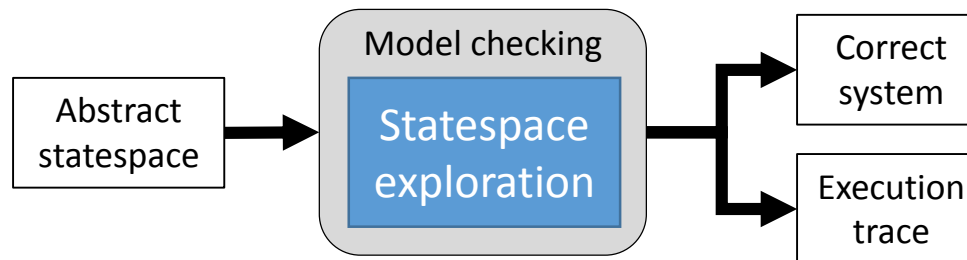 Model checking
Abstract
statespace
Statespace
exploration
Correct
system
Execution
trace